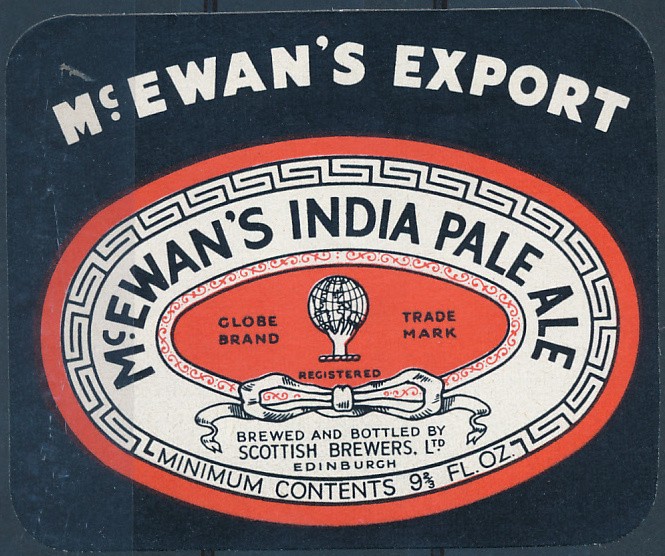 McEWAN'S EXPORT
McEWAN'S INDIA PALE ALE
GLOBE BRAND
TRADE MARK
REGISTERED
BREWED AND BOTTLED BY
SCOTTISH BREWERS, LTD
EDINBURGH
MINIMUM CONTENTS 9⅔ FL. OZ.